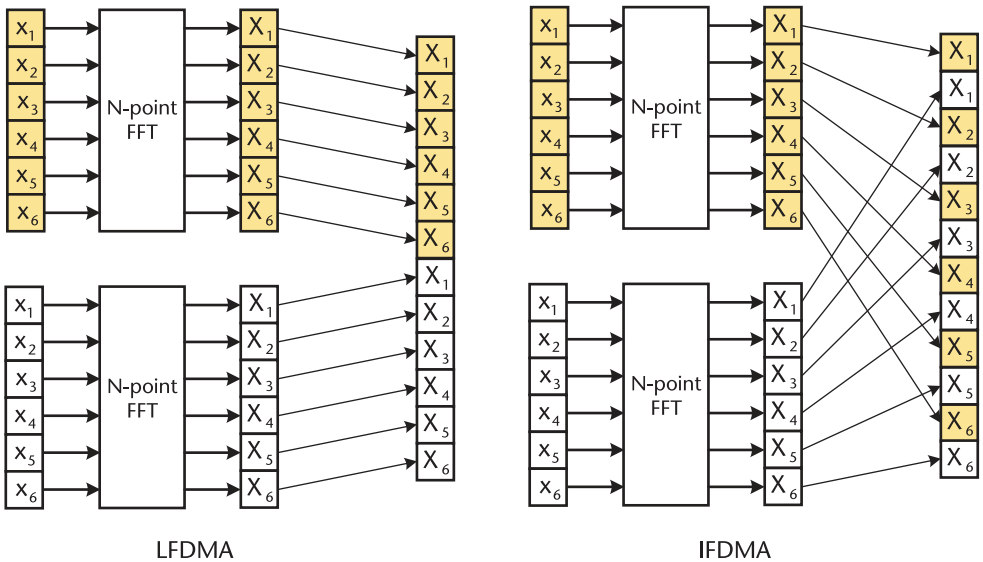 x₁
x₂
x₃
x₄
x₅
x₆
N-point
FFT
X₁
X₂
X₃
X₄
X₅
X₆
x₁
x₂
x₃
x₄
x₅
x₆
N-point
FFT
X₁
X₂
X₃
X₄
X₅
X₆
X₁
X₂
X₃
X₄
X₅
X₆
X₁
X₂
X₃
X₄
X₅
X₆
LFDMA
x₁
x₂
x₃
x₄
x₅
x₆
N-point
FFT
X₁
X₂
X₃
X₄
X₅
X₆
x₁
x₂
x₃
x₄
x₅
x₆
N-point
FFT
X₁
X₂
X₃
X₄
X₅
X₆
X₁
X₁
X₂
X₂
X₃
X₃
X₄
X₄
X₅
X₅
X₆
X₆
IFDMA